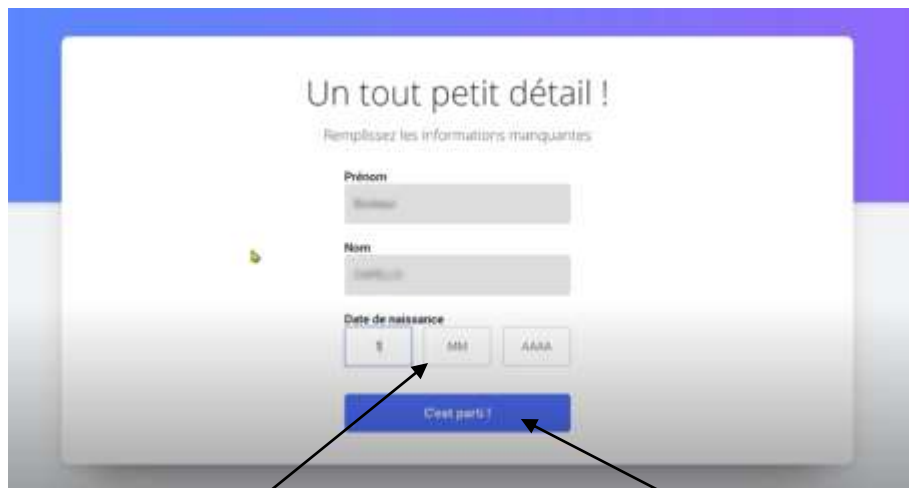 Un tout petit détail !
Remplissez les informations manquantes
Prénom
Nom
Date de naissance
MM AAAA
C'est parti !